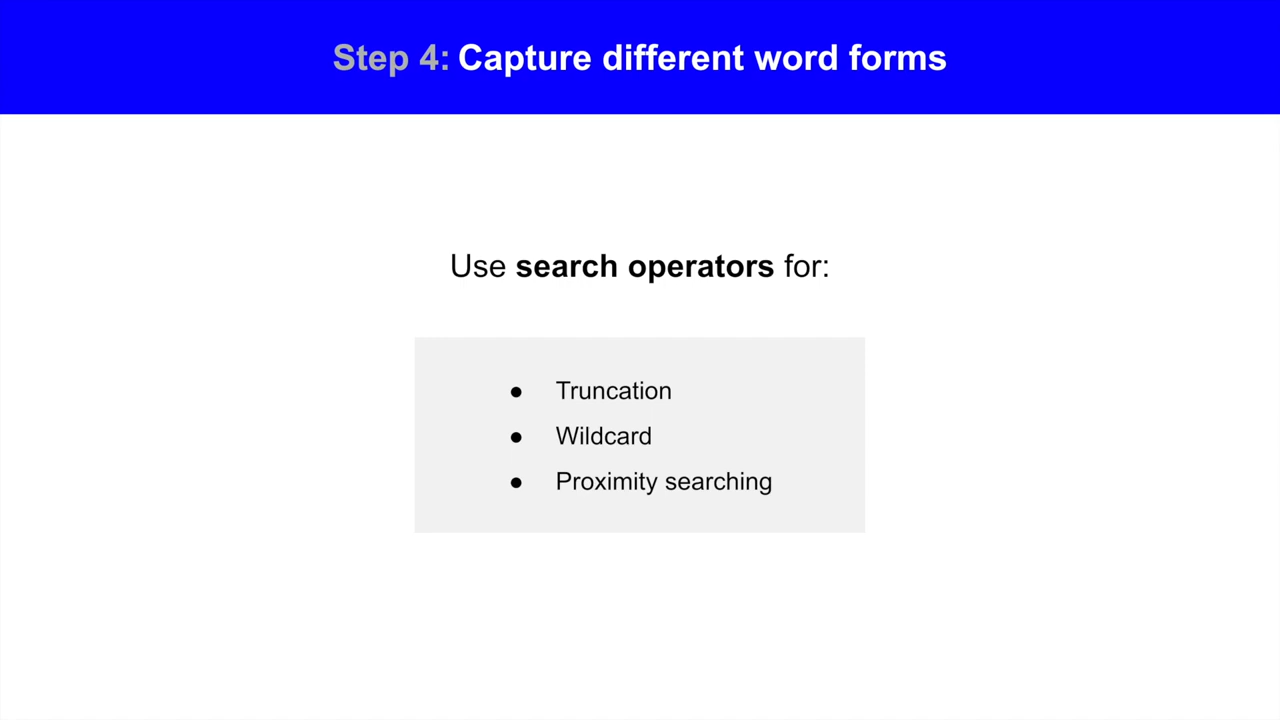 Step 4: Capture different word forms
Use search operators for:
● Truncation
● Wildcard
● Proximity searching